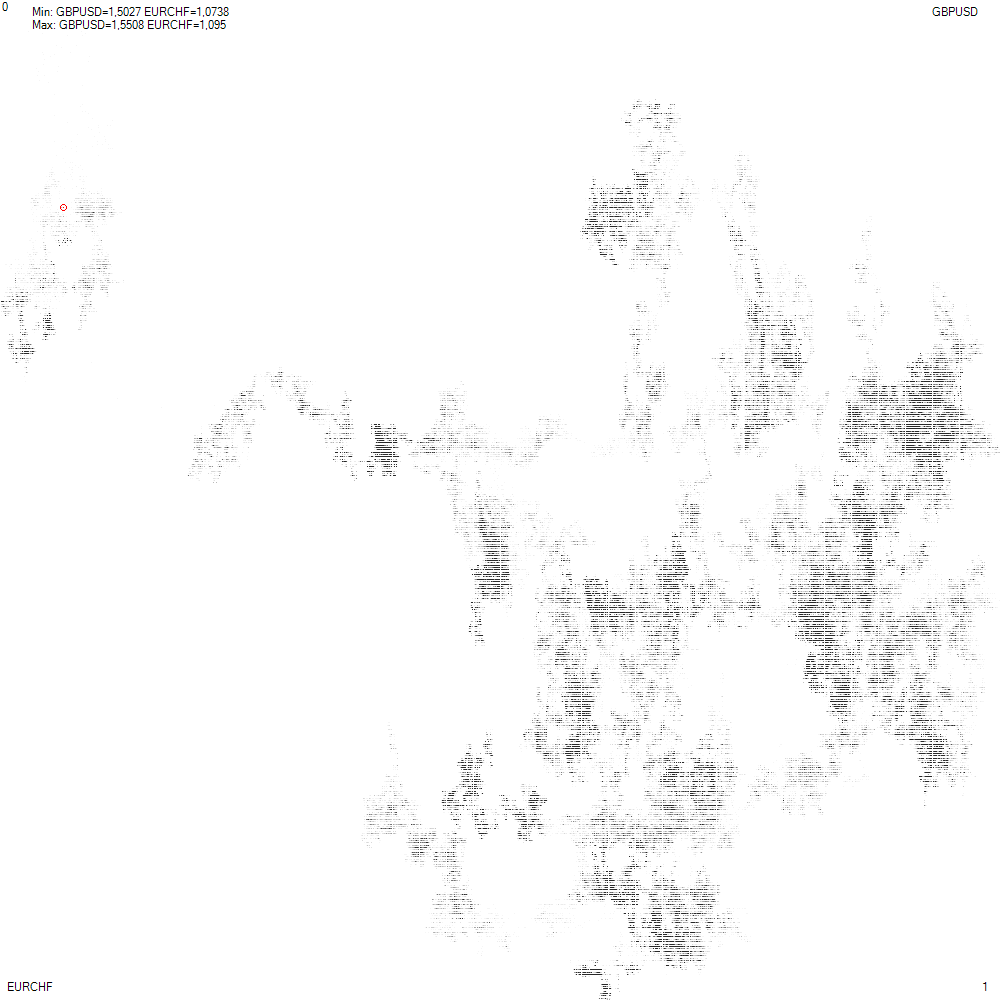 0
Min: GBPUSD=1,5027 EURCHF=1,0738
Max: GBPUSD=1,5508 EURCHF=1,095
GBPUSD
EURCHF
1